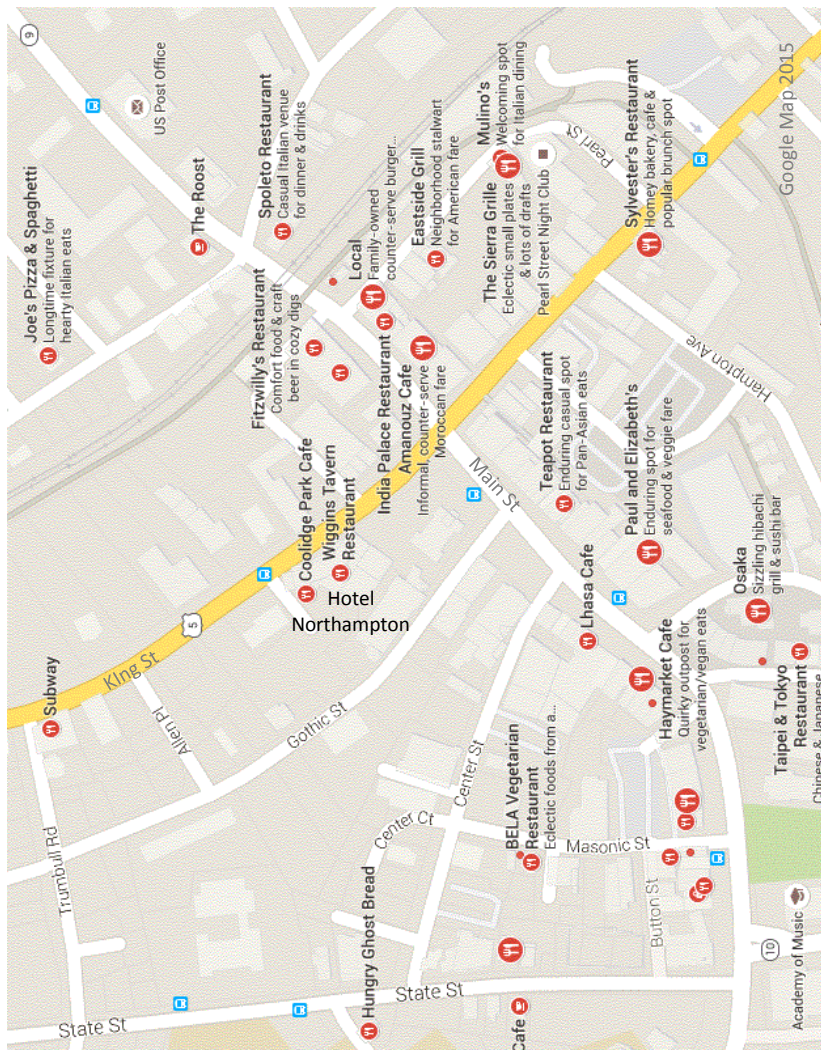 9
US Post Office
Joe's Pizza & Spaghetti
Longtime fixture for
hearty Italian eats
The Roost
Spoleto Restaurant
Casual Italian venue
for dinner & drinks
Fitzwilly's Restaurant
Comfort food & craft
beer in cozy digs
Local
Family-owned
counter-serve burger...
Eastside Grill
Neighborhood stalwart
for American fare
Mulino's
Welcoming spot
for Italian dining
The Sierra Grille
Eclectic small plates
& lots of drafts
Pearl Street Night Club
Pearl St
Sylvester's Restaurant
Homey bakery, cafe &
popular brunch spot
Google Map 2015
India Palace Restaurant
Amanouz Cafe
Informal, counter-serve
Moroccan fare
Coolidge Park Cafe
Wiggins Tavern
Restaurant
Hotel
Northampton
Main St
Teapot Restaurant
Enduring casual spot
for Pan-Asian eats
Hampton Ave
Paul and Elizabeth's
Enduring spot for
seafood & veggie fare
Subway
KIng St
5
Allen Pl
Gothic St
Trumbull Rd
Lhasa Cafe
Osaka
Sizzling hibachi
grill & sushi bar
Haymarket Cafe
Quirky outpost for
vegetarian/vegan eats
Taipei & Tokyo
Restaurant
Chinese & Japanese
Center St
Center Ct
BELA Vegetarian
Restaurant
Eclectic foods from a...
Masonic St
Button St
Hungry Ghost Bread
State St
State St
Cafe
10
Academy of Music